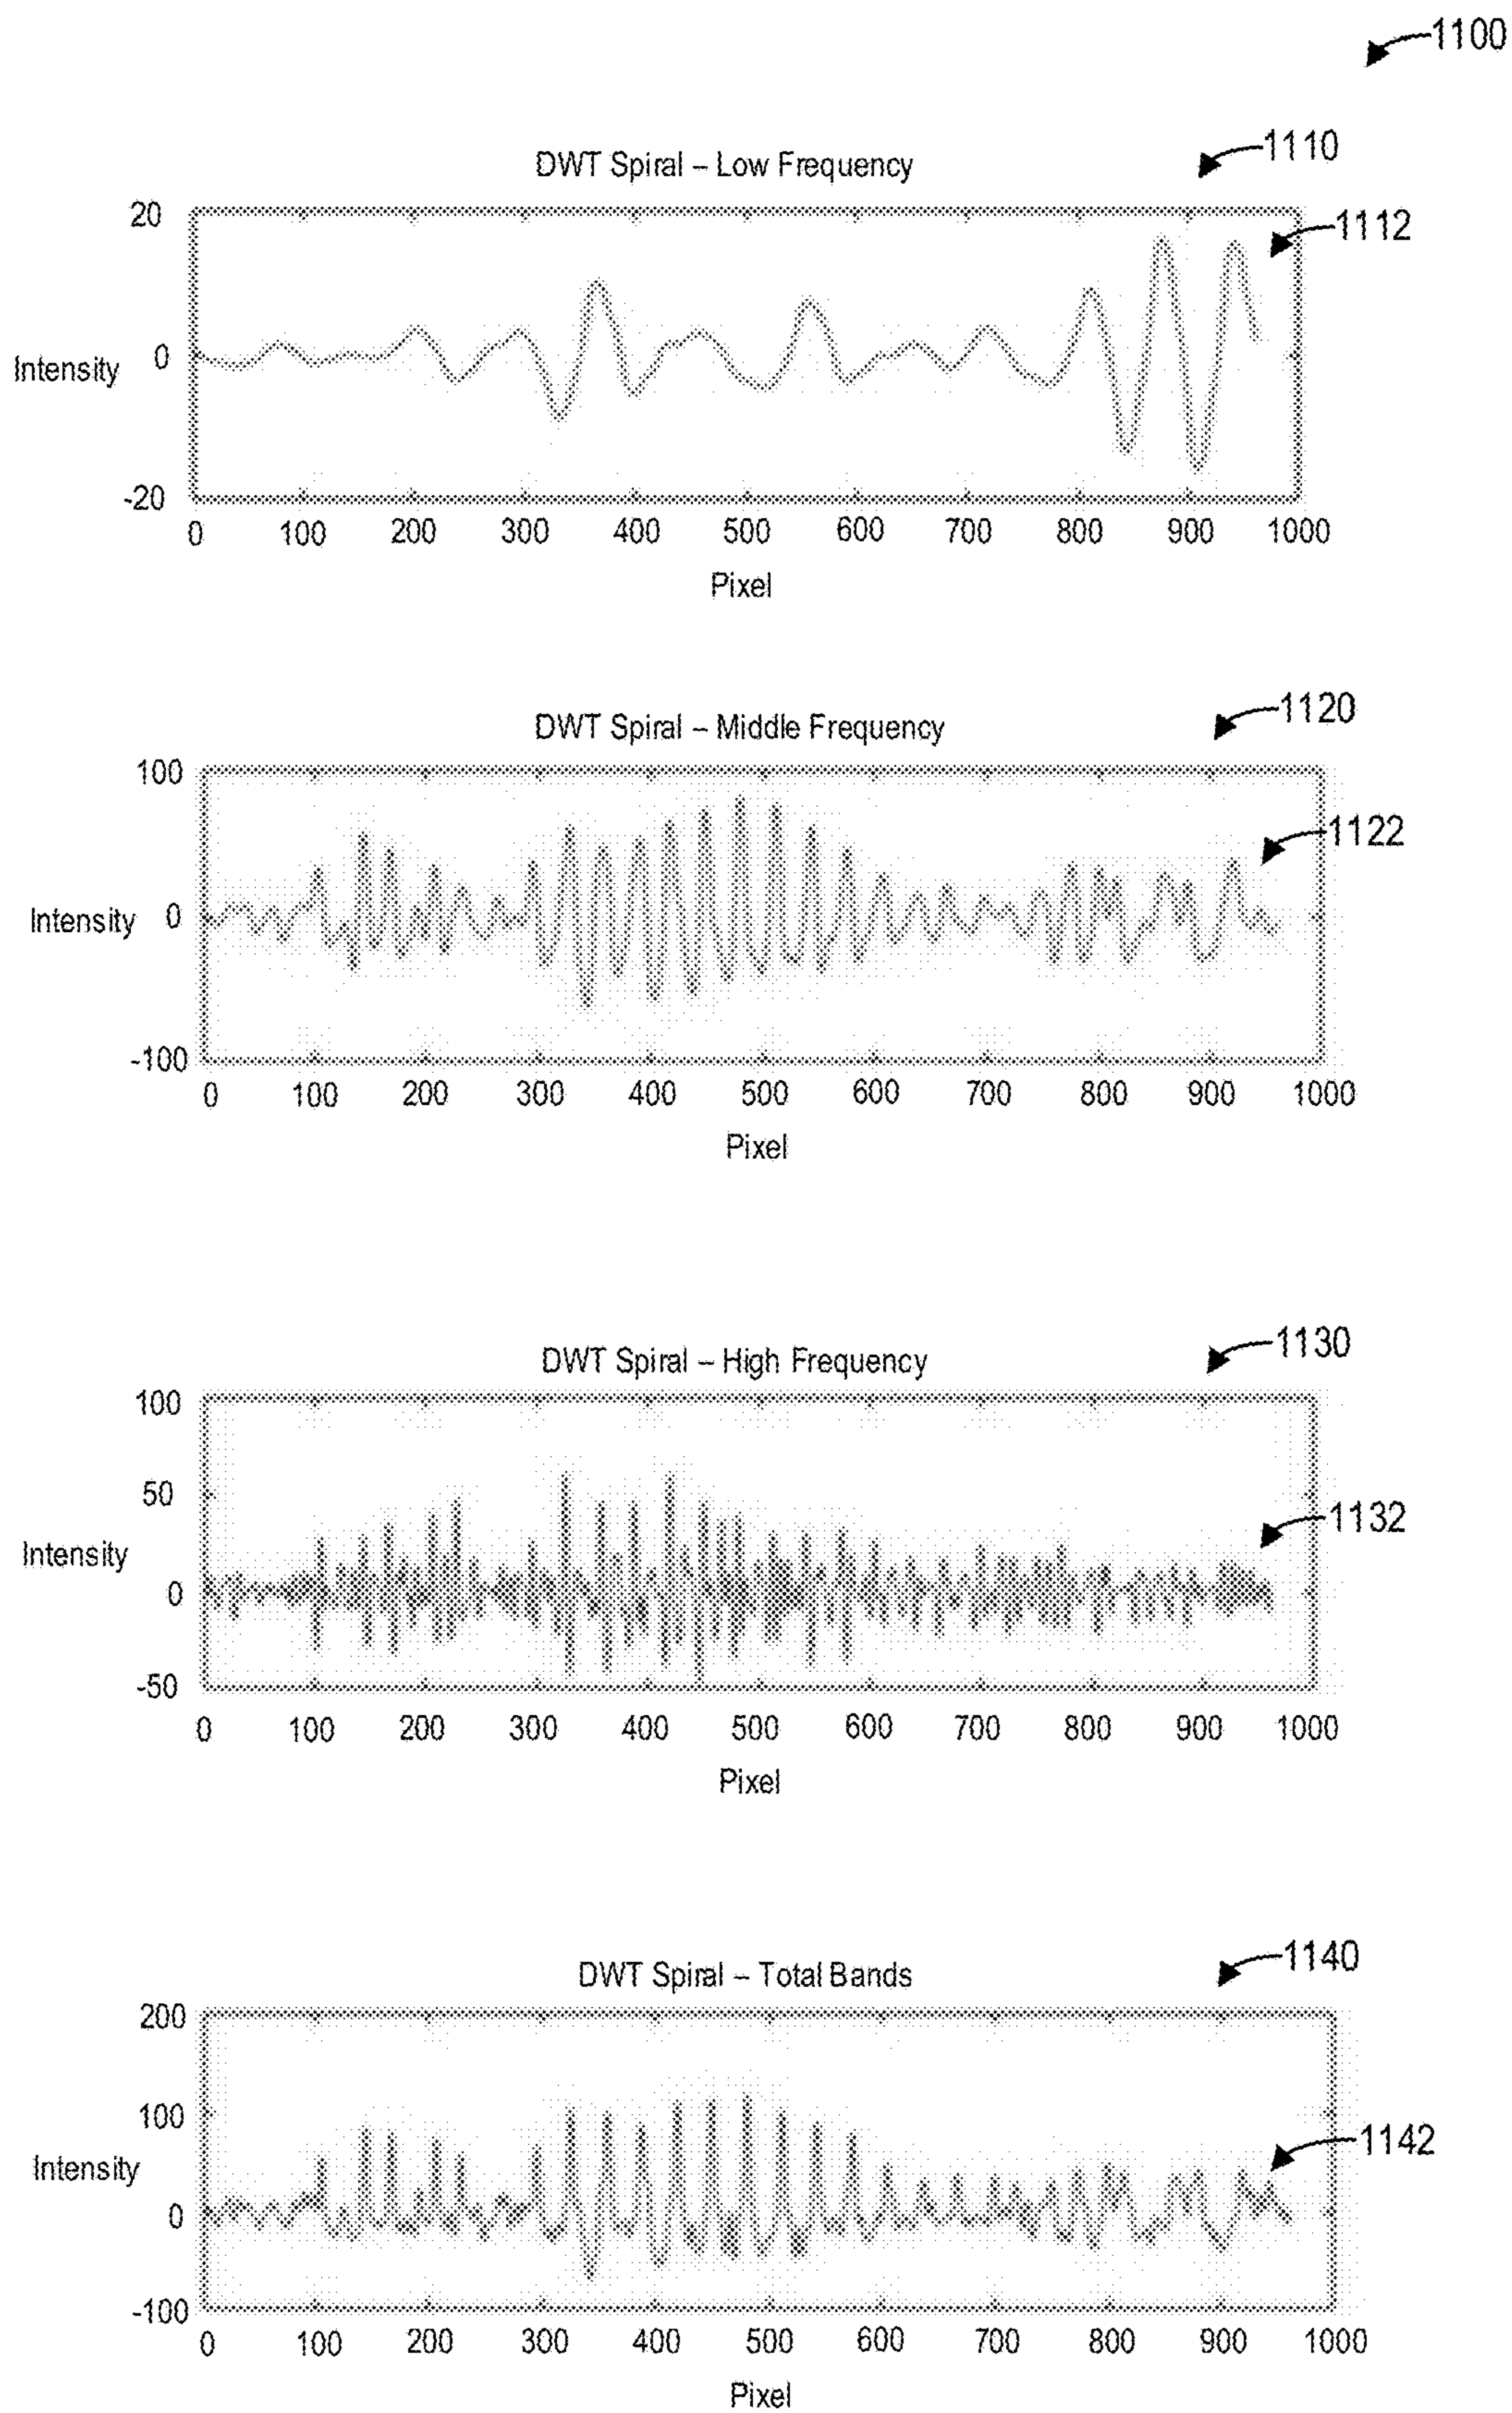 1100
DWT Spiral – Low Frequency
1110
20
1112
Intensity
0
-20
0 100 200 300 400 500 600 700 800 900 1000
Pixel
DWT Spiral – Middle Frequency
1120
100
1122
Intensity
0
-100
0 100 200 300 400 500 600 700 800 900 1000
Pixel
DWT Spiral – High Frequency
1130
100
50
1132
Intensity
0
-50
0 100 200 300 400 500 600 700 800 900 1000
Pixel
DWT Spiral – Total Bands
1140
200
100
1142
Intensity
0
-100
0 100 200 300 400 500 600 700 800 900 1000
Pixel